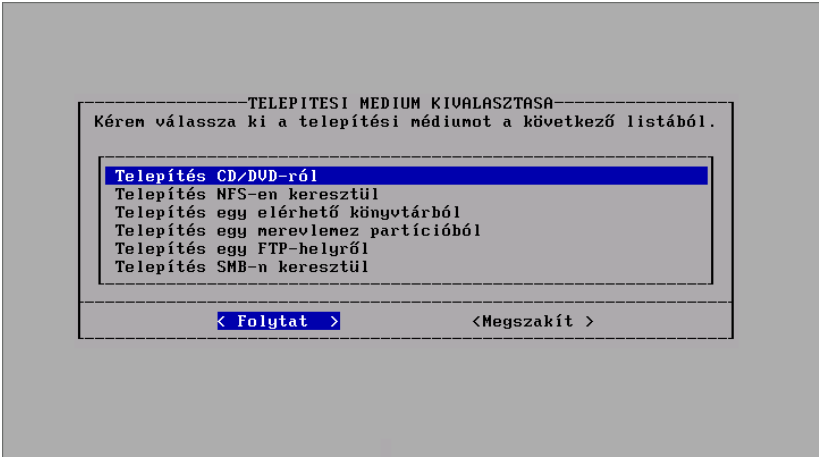 TELEPITESI MEDIUM KIVALASZTASA
Kérem válassza ki a telepítési médiumot a következő listából.
Telepítés CD/DVD-ról
Telepítés NFS-en keresztül
Telepítés egy elérhető könyvtárból
Telepítés egy merevlemez partícióból
Telepítés egy FTP-helyről
Telepítés SMB-n keresztül
< Folytat > <Megszakít >